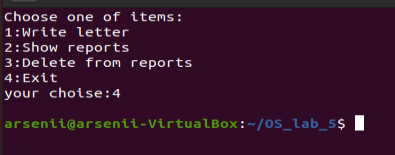 Choose one of items:
1:Write letter
2:Show reports
3:Delete from reports
4:Exit
your choise:4
arsenii@arsenii-VirtualBox:~/OS_lab_5$